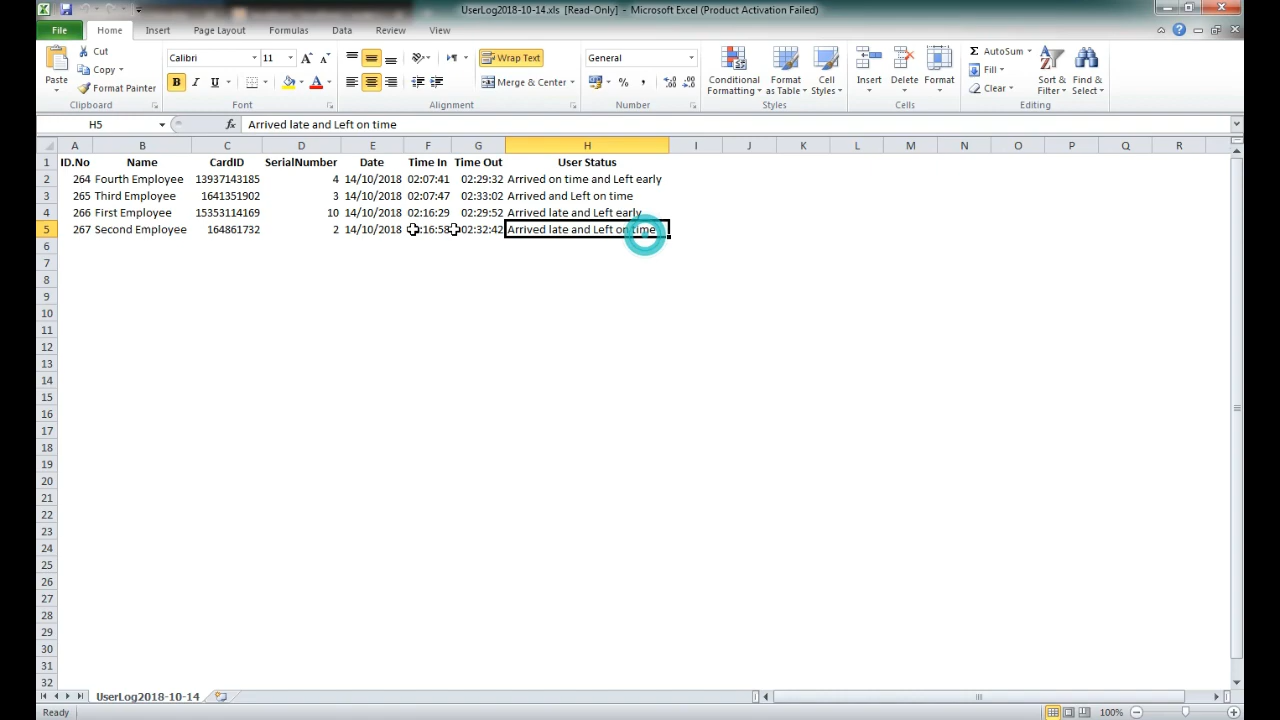 UserLog2018-10-14.xls [Read-Only] – Microsoft Excel (Product Activation Failed)
File Home Insert Page Layout Formulas Data Review View
Paste Cut Copy Format Painter Clipboard
Calibri 11 B I U A Font
Wrap Text Merge & Center Alignment
General % , Number
Conditional Formatting Format as Table Cell Styles Styles
Insert Delete Format Cells
AutoSum Fill Clear Sort & Filter Find & Select Editing
H5 fx Arrived late and Left on time
A B C D E F G H I J K L M N O P Q R
1 ID.No Name CardID SerialNumber Date Time In Time Out User Status
2 264 Fourth Employee 13937143185 4 14/10/2018 02:07:41 02:29:32 Arrived on time and Left early
3 265 Third Employee 1641351902 3 14/10/2018 02:07:47 02:33:02 Arrived and Left on time
4 266 First Employee 15353114169 10 14/10/2018 02:16:29 02:29:52 Arrived late and Left early
5 267 Second Employee 164861732 2 14/10/2018 02:16:58 02:32:42 Arrived late and Left on time
6
7
8
9
10
11
12
13
14
15
16
17
18
19
20
21
22
23
24
25
26
27
28
29
30
31
32
UserLog2018-10-14
Ready 100%